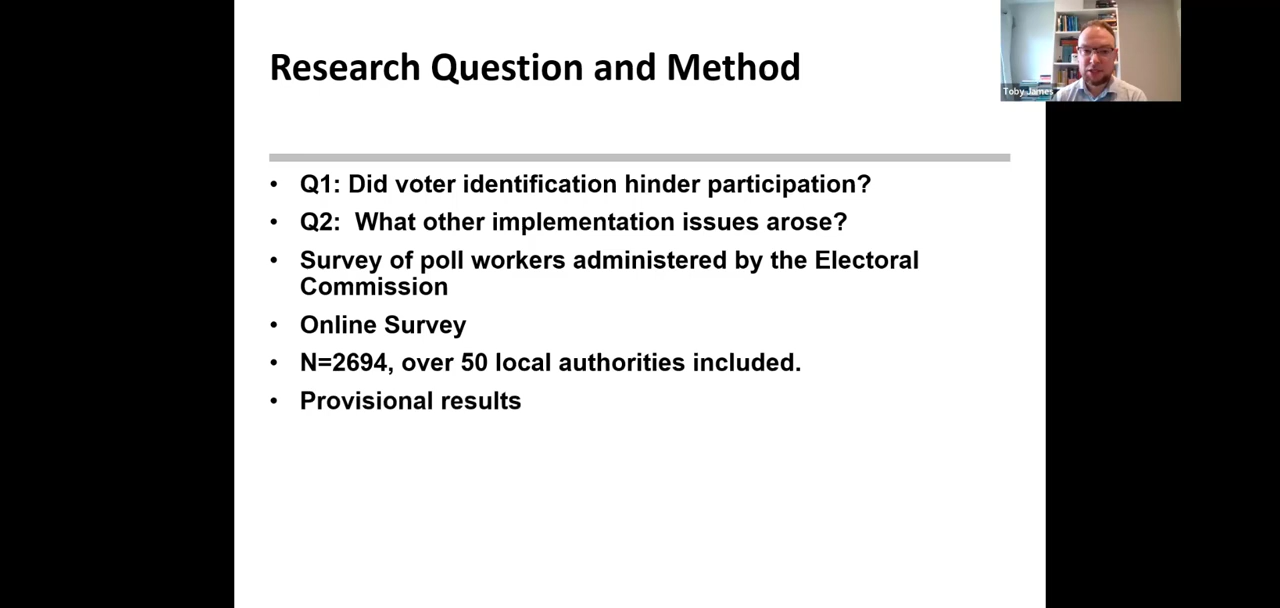 Research Question and Method
Toby James
• Q1: Did voter identification hinder participation?
• Q2:  What other implementation issues arose?
• Survey of poll workers administered by the Electoral
Commission
• Online Survey
• N=2694, over 50 local authorities included.
• Provisional results